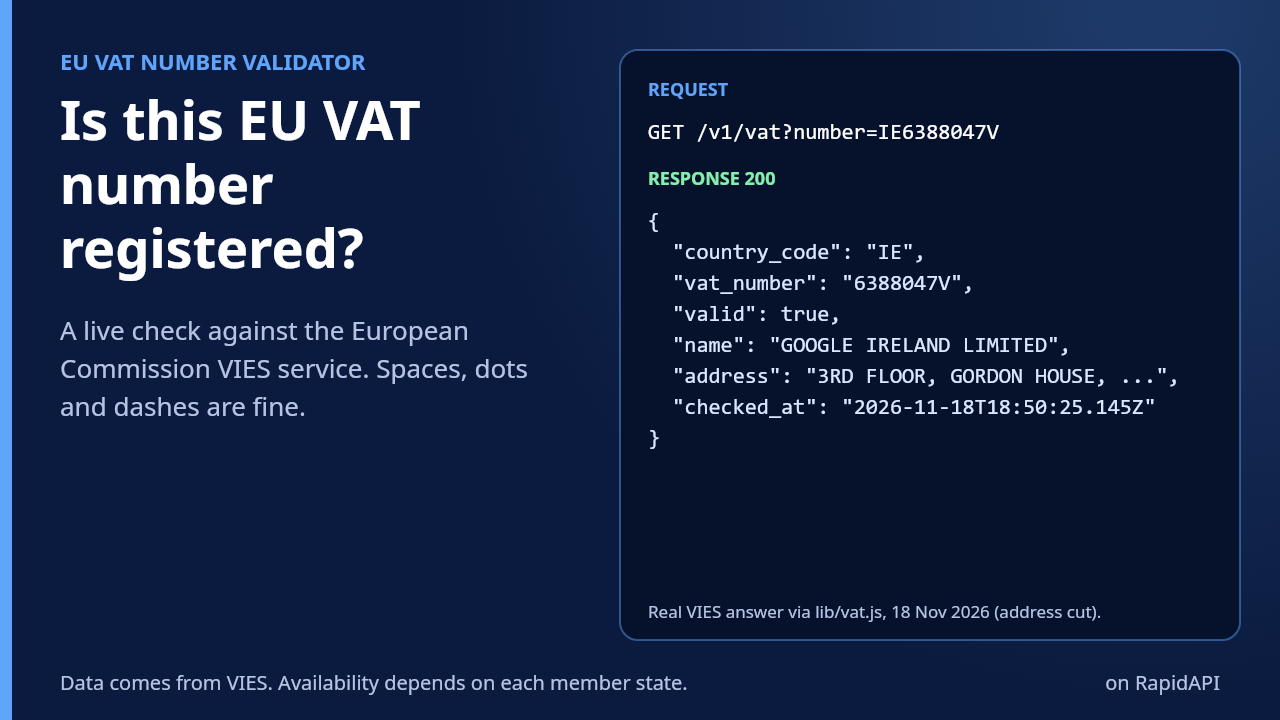 EU VAT NUMBER VALIDATOR
Is this EU VAT
number
registered?
A live check against the European
Commission VIES service. Spaces, dots
and dashes are fine.
REQUEST
GET /v1/vat?number=IE6388047V
RESPONSE 200
{
  "country_code": "IE",
  "vat_number": "6388047V",
  "valid": true,
  "name": "GOOGLE IRELAND LIMITED",
  "address": "3RD FLOOR, GORDON HOUSE, ...",
  "checked_at": "2026-11-18T18:50:25.145Z"
}
Real VIES answer via lib/vat.js, 18 Nov 2026 (address cut).
Data comes from VIES. Availability depends on each member state.
on RapidAPI